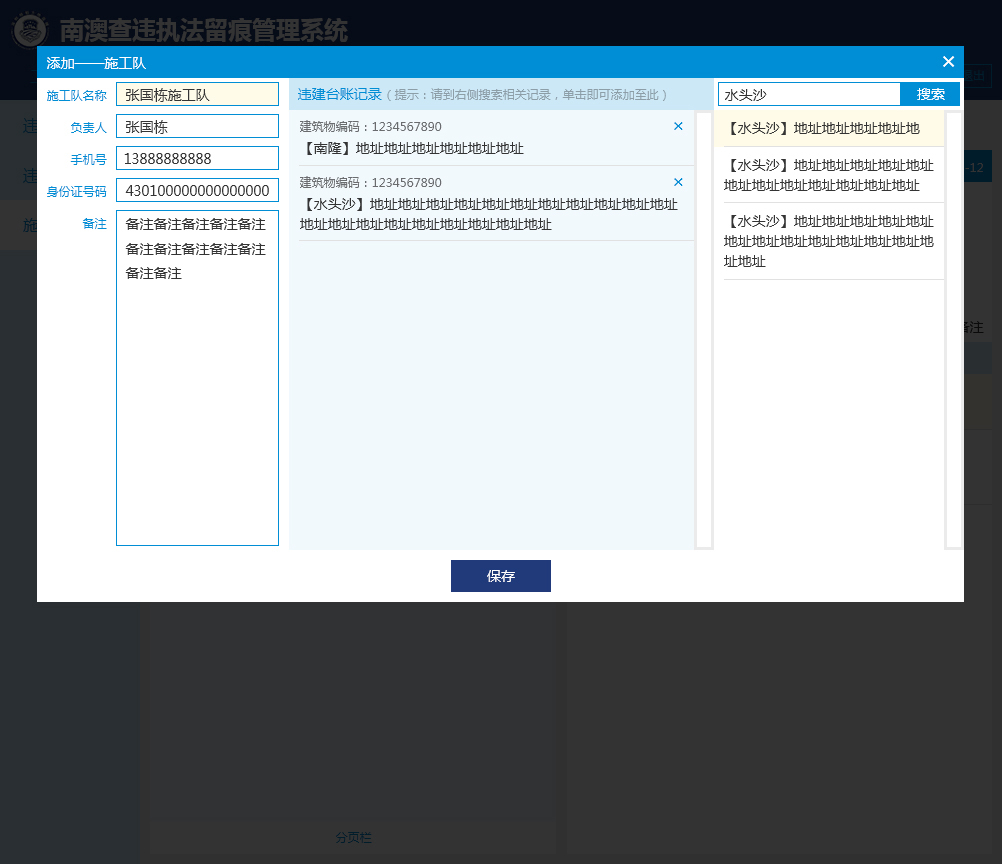 南澳查违执法留痕管理系统
添加——施工队
施工队名称
张国栋施工队
负责人
张国栋
手机号
13888888888
身份证号码
430100000000000000
备注
备注备注备注备注备注
备注备注备注备注备注
备注备注
违建台账记录（提示：请到右侧搜索相关记录，单击即可添加至此）
建筑物编码：1234567890
【南隆】地址地址地址地址地址地址
建筑物编码：1234567890
【水头沙】地址地址地址地址地址地址地址地址地址地址地址
地址地址地址地址地址地址地址地址地址
水头沙
搜索
【水头沙】地址地址地址地址地
【水头沙】地址地址地址地址地址
地址地址地址地址地址地址地址
【水头沙】地址地址地址地址地址
地址地址地址地址地址地址地址地
址地址
保存
违
违
施
-12
备注
分页栏